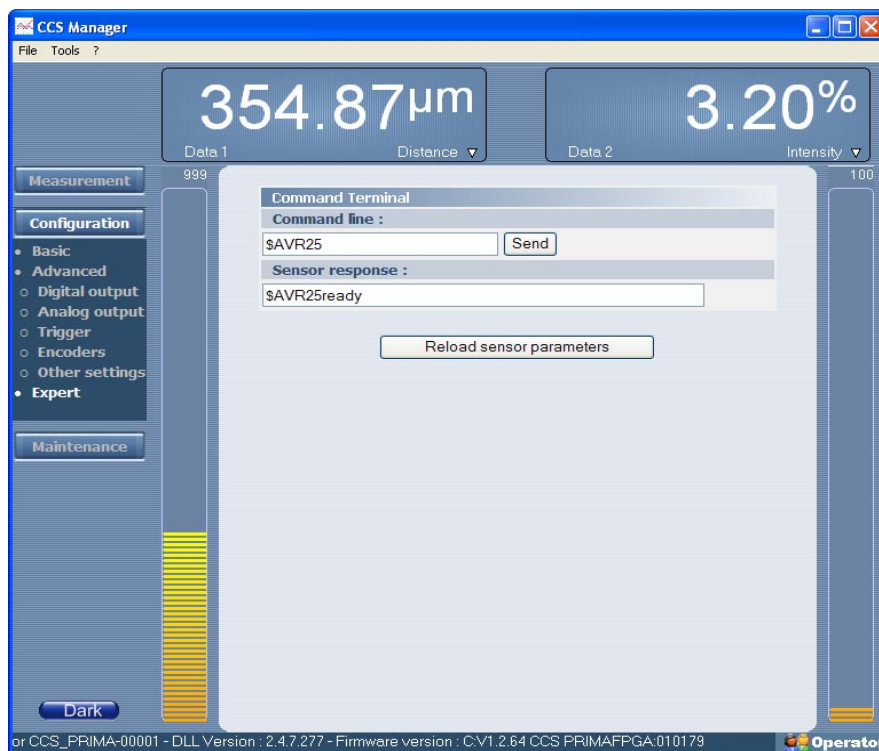 CCS Manager
File Tools ?
354.87µm
Data 1 Distance
3.20%
Data 2 Intensity
Measurement
999
100
Configuration
Basic
Advanced
Digital output
Analog output
Trigger
Encoders
Other settings
Expert
Maintenance
Command Terminal
Command line :
$AVR25 Send
Sensor response :
$AVR25ready
Reload sensor parameters
Dark
or CCS_PRIMA-00001 - DLL Version : 2.4.7.277 - Firmware version : C:V1.2.64 CCS PRIMAFPGA:010179 Operato